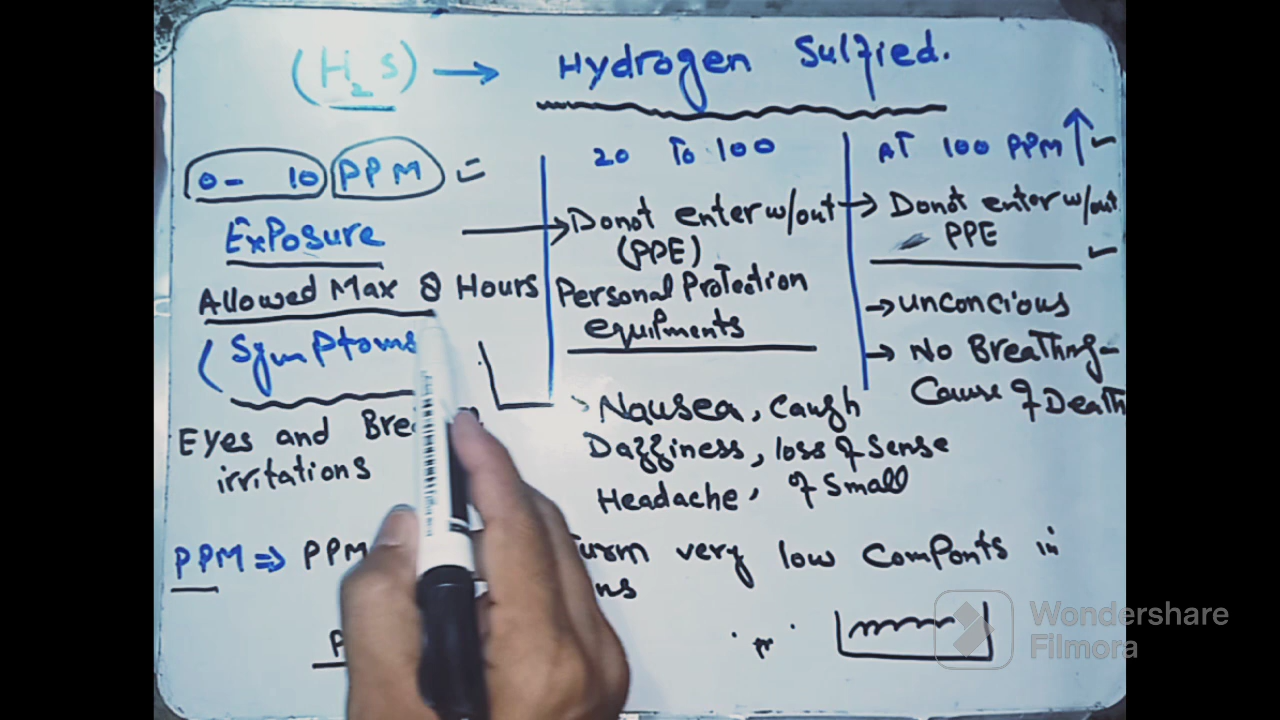 (H2S) → Hydrogen Sulfied.
0 - 10 PPM =
Exposure
Allowed Max 8 Hours
(Symptoms
Eyes and
irritations
20 To 100
→ Donot enter w/out
(PPE)
Personal Protection
equipments
Nausea, Caugh
Dazziness, loss of Sense
Headache, of Small
AT 100 PPM ↑
→ Donot enter w/out
PPE
→ unconcious
→ No Breathing
Cause of Death
PPM ⇒ PPM
very low Componts in
Wondershare
Filmora